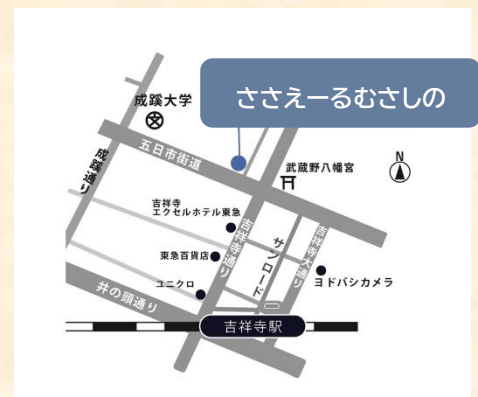 ささえーるむさしの
成蹊大学
五日市街道
成蹊通り
武蔵野八幡宮
N
吉祥寺
エクセルホテル東急
吉祥寺通り
サンロード
吉祥寺大通り
東急百貨店
ヨドバシカメラ
ユニクロ
井の頭通り
吉祥寺駅